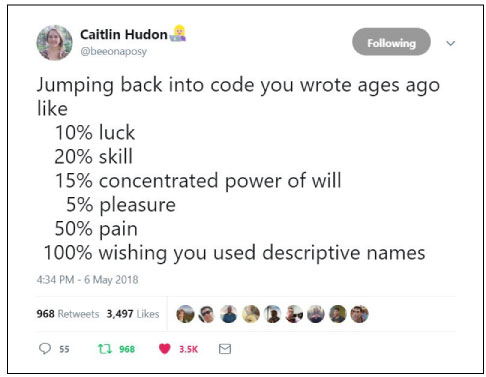 Caitlin Hudon
@beeonaposy
Following
Jumping back into code you wrote ages ago
like
10% luck
20% skill
15% concentrated power of will
5% pleasure
50% pain
100% wishing you used descriptive names
4:34 PM - 6 May 2018
968 Retweets 3,497 Likes
55 968 3.5K